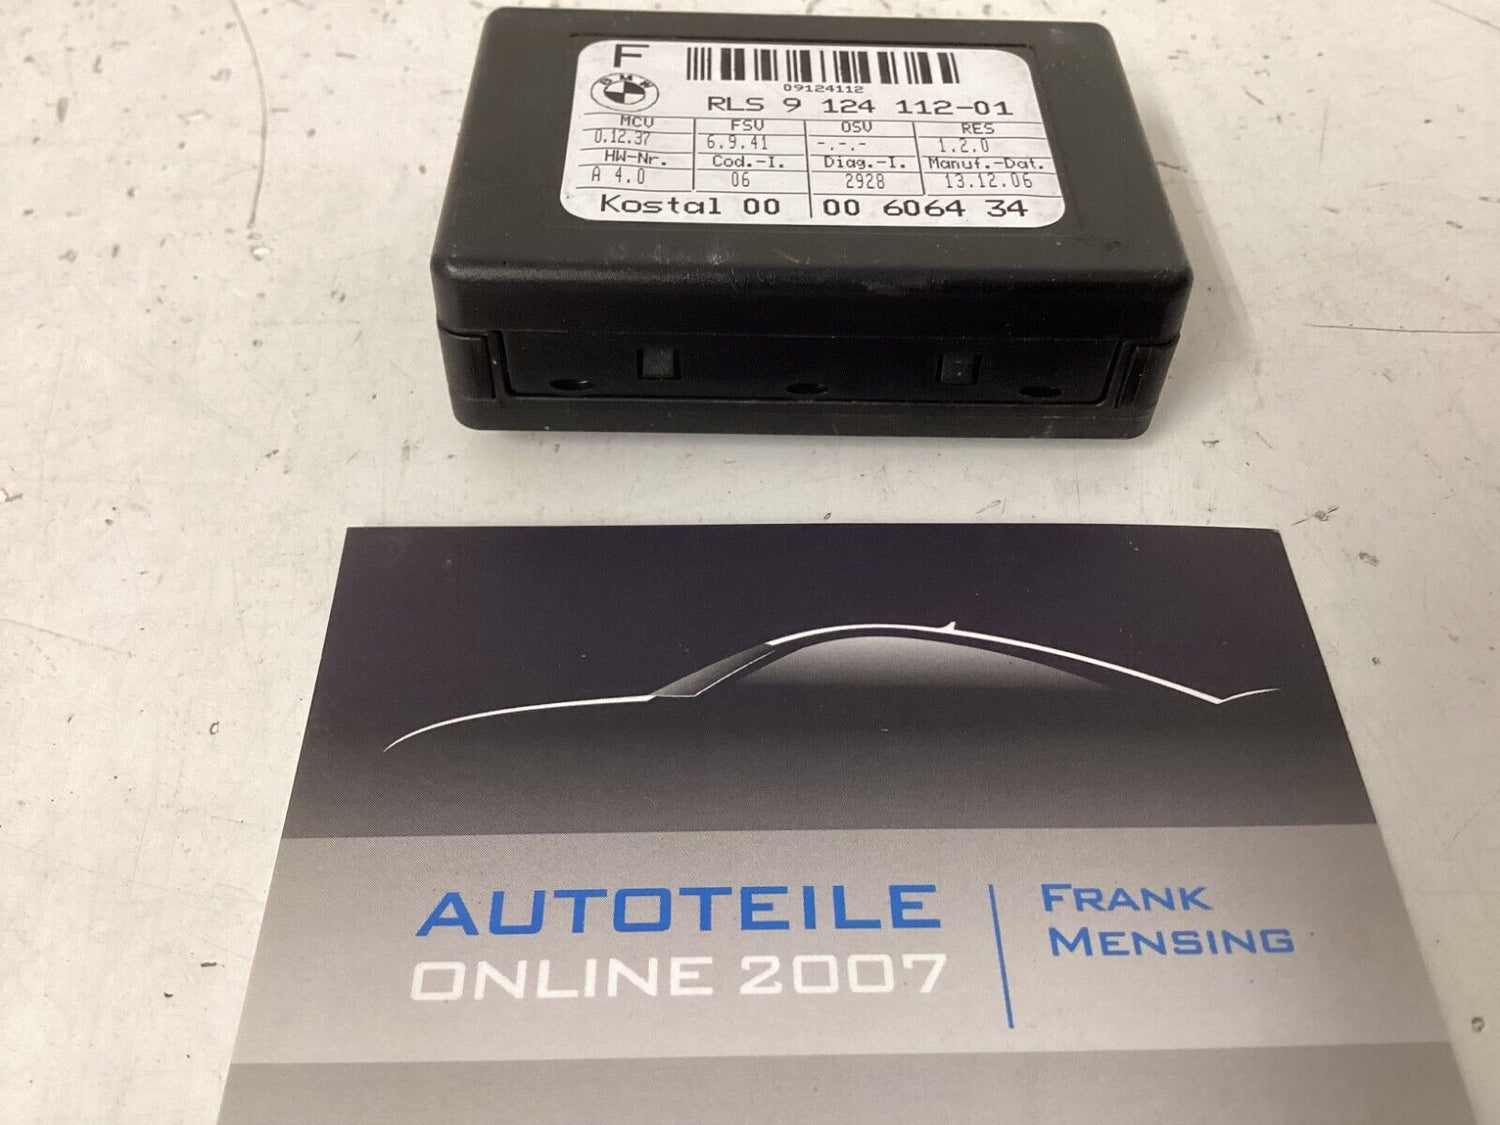 F
BMW
09124112
RLS 9 124 112-01
MCV FSV OSV RES
0.12.37 6.9.41 -.-.- 1.2.0
HW-Nr. Cod.-I. Diag.-I. Manuf.-Dat.
A 4.0 06 2928 13.12.06
Kostal 00 00 6064 34
AUTOTEILE
ONLINE 2007
FRANK
MENSING